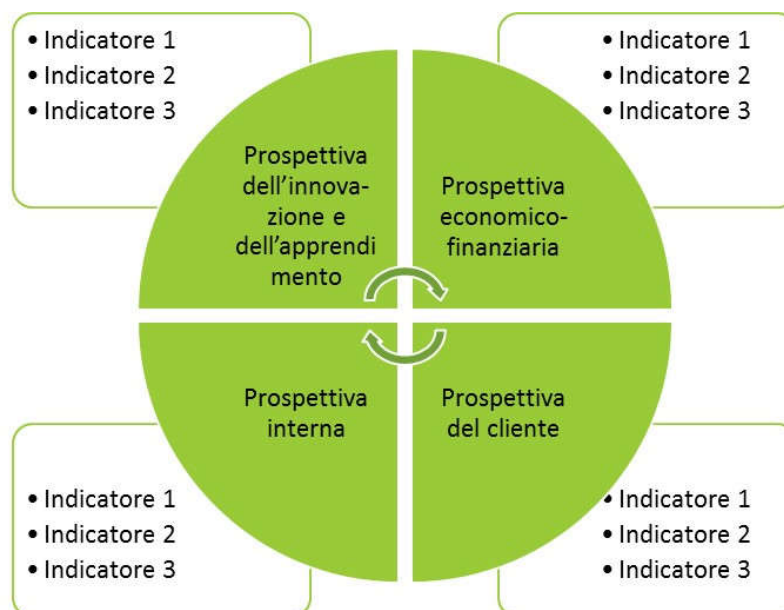 • Indicatore 1
• Indicatore 2
• Indicatore 3
• Indicatore 1
• Indicatore 2
• Indicatore 3
Prospettiva
dell’innova-
zione e
dell’apprendi
mento
Prospettiva
economico-
finanziaria
Prospettiva
interna
Prospettiva
del cliente
• Indicatore 1
• Indicatore 2
• Indicatore 3
• Indicatore 1
• Indicatore 2
• Indicatore 3